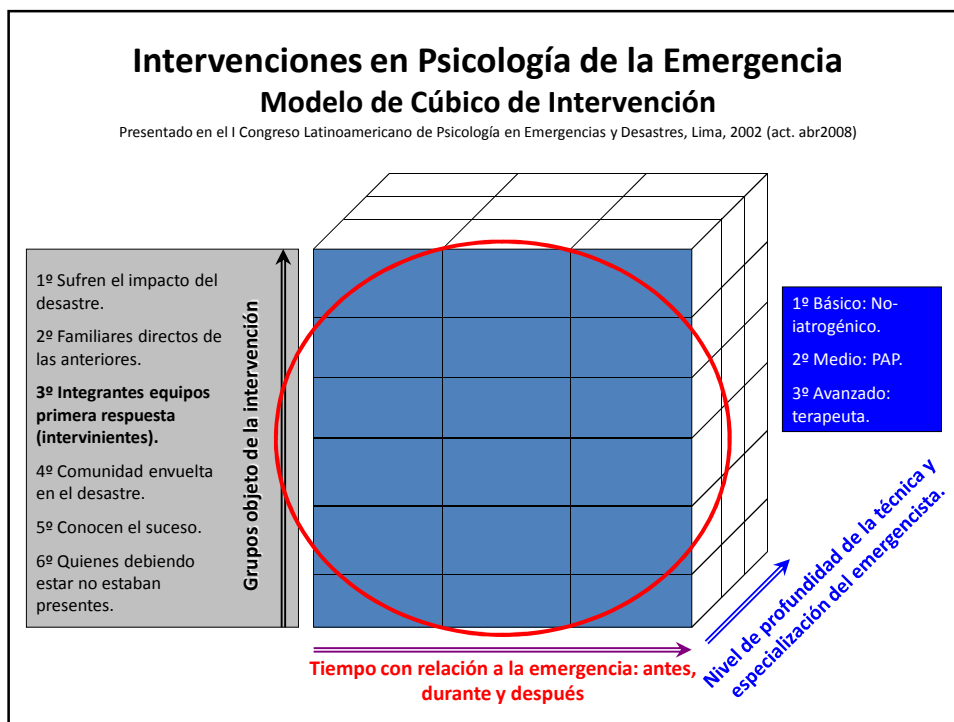 Intervenciones en Psicología de la Emergencia
Modelo de Cúbico de Intervención
Presentado en el I Congreso Latinoamericano de Psicología en Emergencias y Desastres, Lima, 2002 (act. abr2008)
1º Sufren el impacto del
desastre.
2º Familiares directos de
las anteriores.
3º Integrantes equipos
primera respuesta
(intervinientes).
4º Comunidad envuelta
en el desastre.
5º Conocen el suceso.
6º Quienes debiendo
estar no estaban
presentes.
Grupos objeto de la intervención
1º Básico: No-
iatrogénico.
2º Medio: PAP.
3º Avanzado:
terapeuta.
Nivel de profundidad de la técnica y
especialización del emergencista.
Tiempo con relación a la emergencia: antes,
durante y después